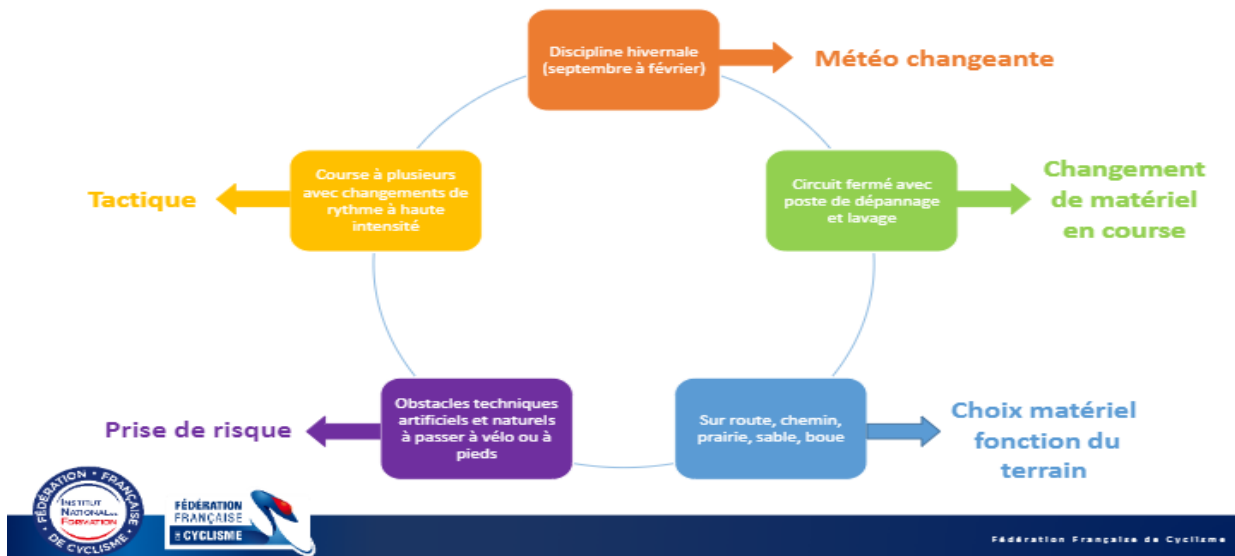 Discipline hivernale
(septembre à février)
Météo changeante
Circuit fermé avec
poste de dépannage
et lavage
Changement
de matériel
en course
Sur route, chemin,
prairie, sable, boue
Choix matériel
fonction du
terrain
Obstacles techniques
artificiels et naturels
à passer à vélo ou à
pieds
Prise de risque
Course à plusieurs
avec changements de
rythme à haute
intensité
Tactique
FÉDÉRATION • FRANÇAISE
• DE CYCLISME •
INSTITUT
NATIONAL DE
FORMATION
FÉDÉRATION
FRANÇAISE
DE CYCLISME
Fédération Française de Cyclisme